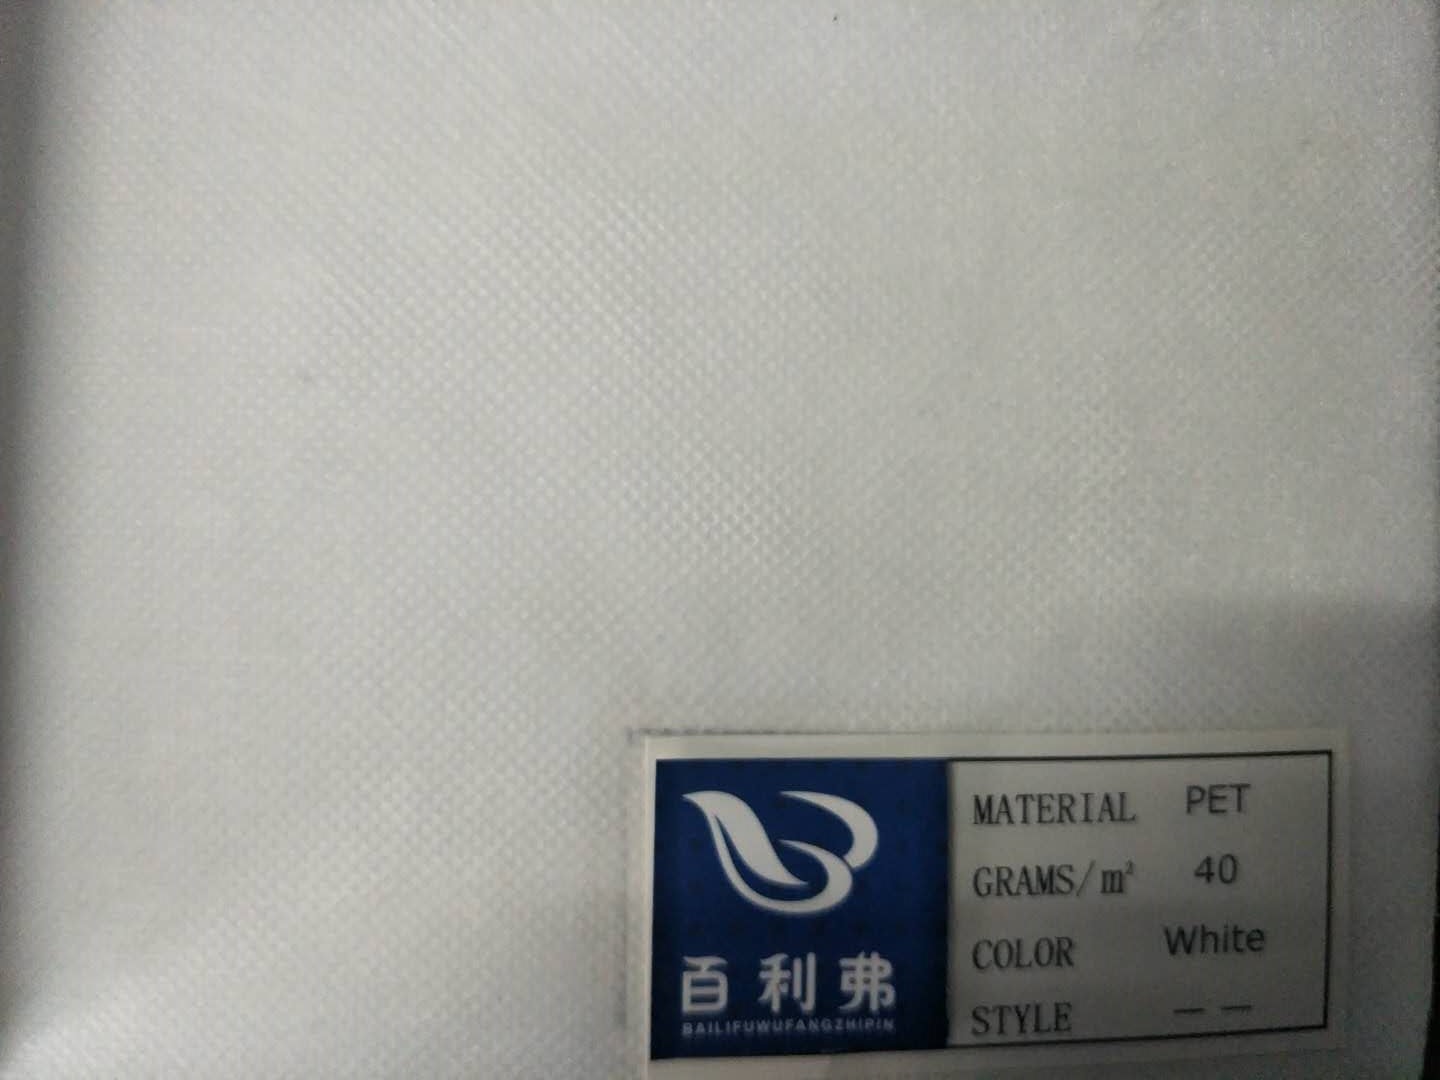 百利弗
BAILIFUWUFANGZHIPIN
MATERIAL PET
GRAMS/m² 40
COLOR White
STYLE — —